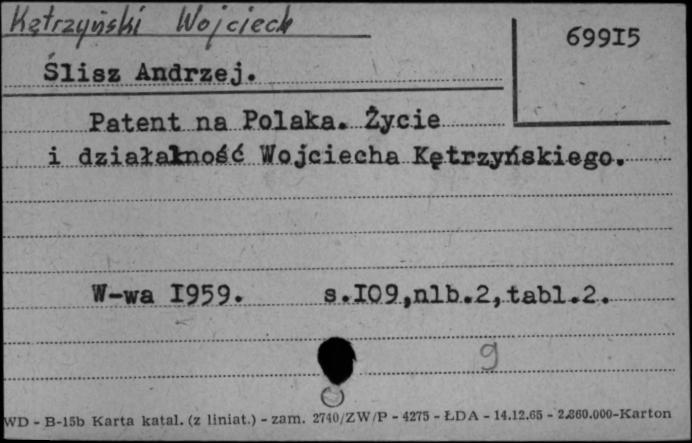 Kętrzyński Wojciech
69915
Ślisz Andrzej.
Patent na Polaka. Życie
i działalność Wojciecha Kętrzyńskiego.
W-wa 1959. s.109,nlb.2,tabl.2.
9
WD - B-15b Karta katal. (z liniat.) - zam. 2740/ZW/P - 4275 - ŁDA - 14.12.65 - 2.860.000-Karton